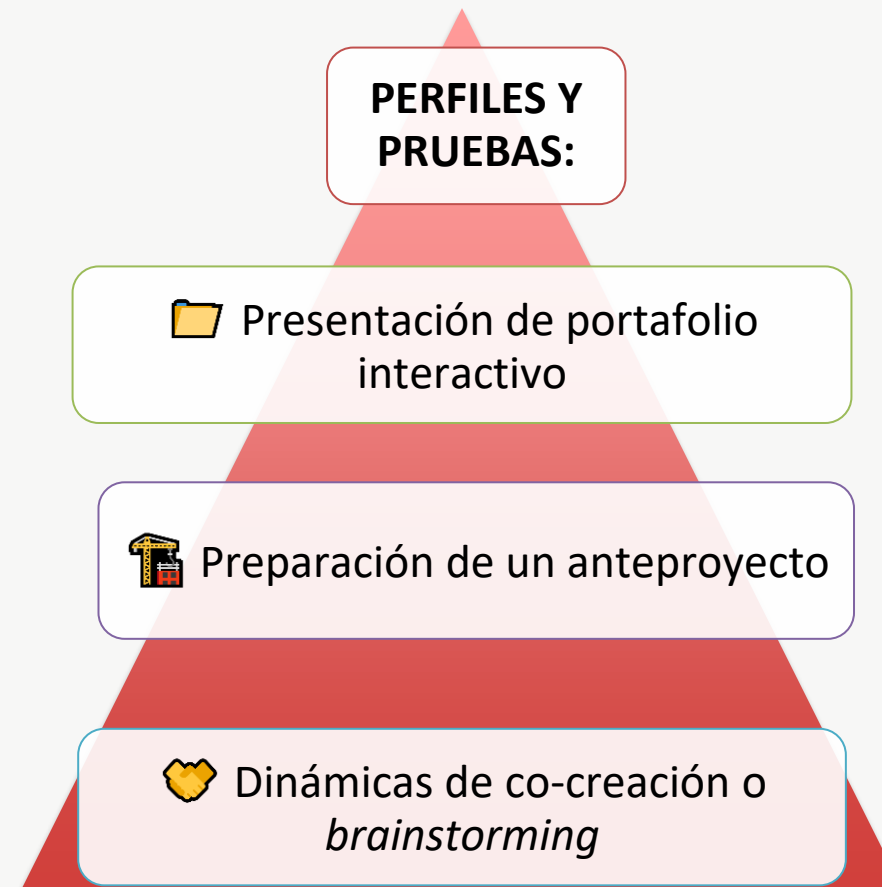 PERFILES Y
PRUEBAS:
Presentación de portafolio
interactivo
Preparación de un anteproyecto
Dinámicas de co-creación o
brainstorming